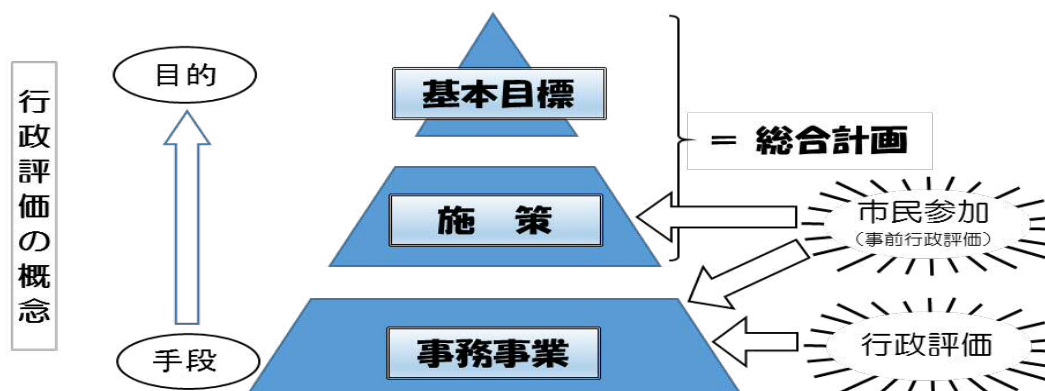 行政評価の概念
目的
手段
基本目標
施 策
事務事業
= 総合計画
市民参加
（事前行政評価）
行政評価